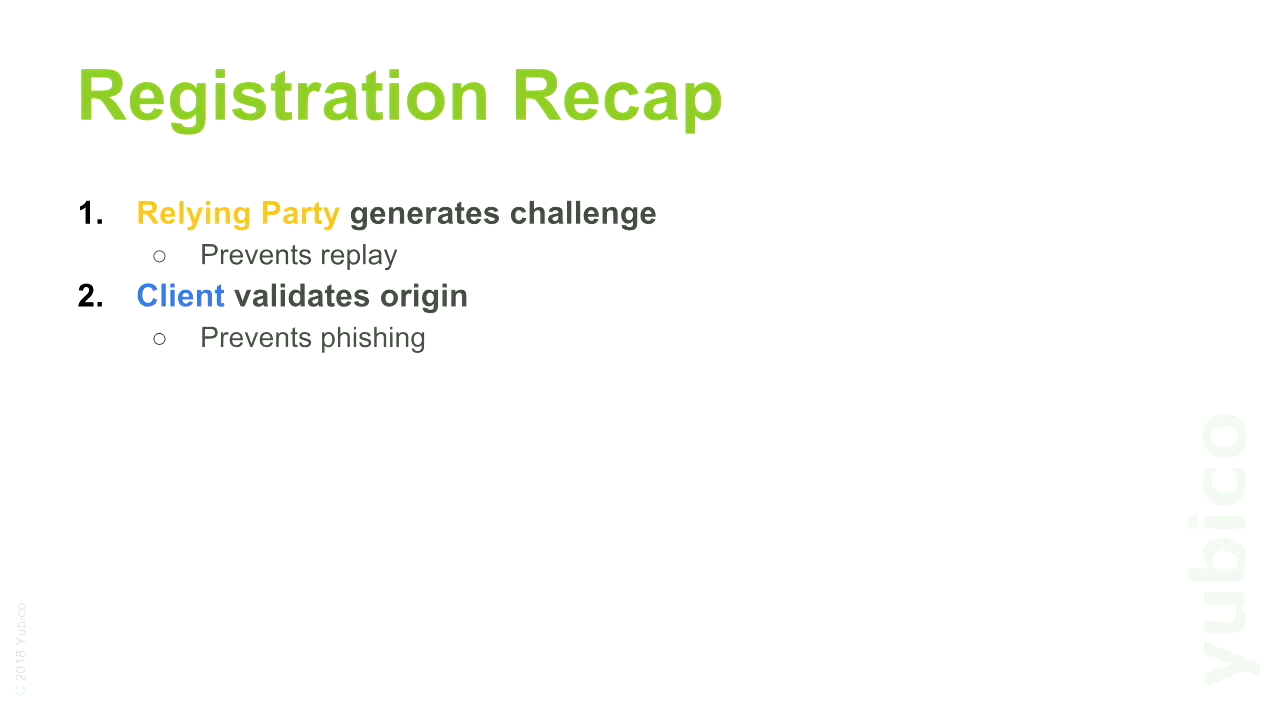 Registration Recap
1. Relying Party generates challenge
○ Prevents replay
2. Client validates origin
○ Prevents phishing
yubico
© 2018 Yubico